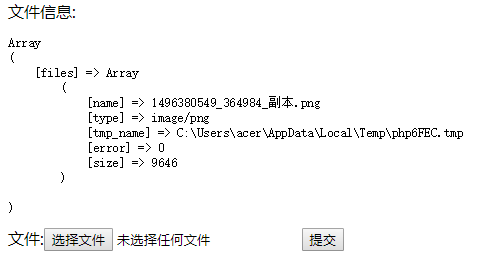 文件信息:
Array
(
[files] => Array
(
[name] => 1496380549_364984_副本.png
[type] => image/png
[tmp_name] => C:\Users\acer\AppData\Local\Temp\php6FEC.tmp
[error] => 0
[size] => 9646
)
)
文件:选择文件 未选择任何文件 提交